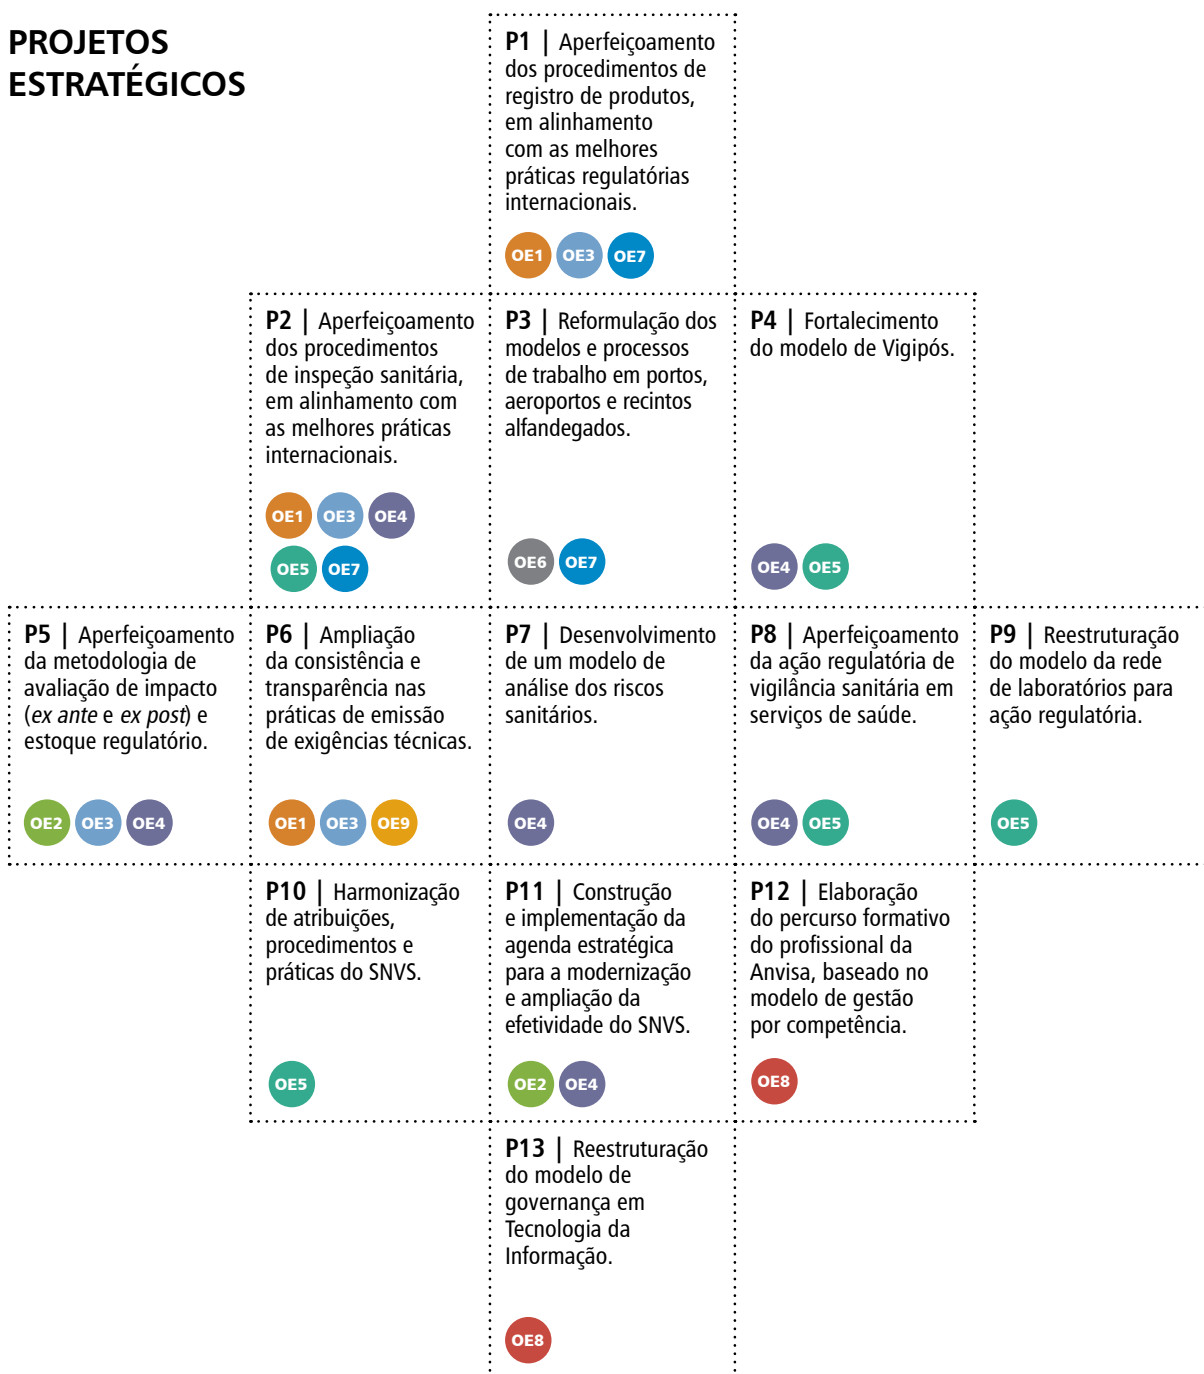 PROJETOS
ESTRATÉGICOS
P1 | Aperfeiçoamento
dos procedimentos de
registro de produtos,
em alinhamento
com as melhores
práticas regulatórias
internacionais.
OE1 OE3 OE7
P2 | Aperfeiçoamento
dos procedimentos
de inspeção sanitária,
em alinhamento com
as melhores práticas
internacionais.
OE1 OE3 OE4
OE5 OE7
P3 | Reformulação dos
modelos e processos
de trabalho em portos,
aeroportos e recintos
alfandegados.
OE6 OE7
P4 | Fortalecimento
do modelo de Vigipós.
OE4 OE5
P5 | Aperfeiçoamento
da metodologia de
avaliação de impacto
(ex ante e ex post) e
estoque regulatório.
OE2 OE3 OE4
P6 | Ampliação
da consistência e
transparência nas
práticas de emissão
de exigências técnicas.
OE1 OE3 OE9
P7 | Desenvolvimento
de um modelo de
análise dos riscos
sanitários.
OE4
P8 | Aperfeiçoamento
da ação regulatória de
vigilância sanitária em
serviços de saúde.
OE4 OE5
P9 | Reestruturação
do modelo da rede
de laboratórios para
ação regulatória.
OE5
P10 | Harmonização
de atribuições,
procedimentos e
práticas do SNVS.
OE5
P11 | Construção
e implementação da
agenda estratégica
para a modernização
e ampliação da
efetividade do SNVS.
OE2 OE4
P12 | Elaboração
do percurso formativo
do profissional da
Anvisa, baseado no
modelo de gestão
por competência.
OE8
P13 | Reestruturação
do modelo de
governança em
Tecnologia da
Informação.
OE8